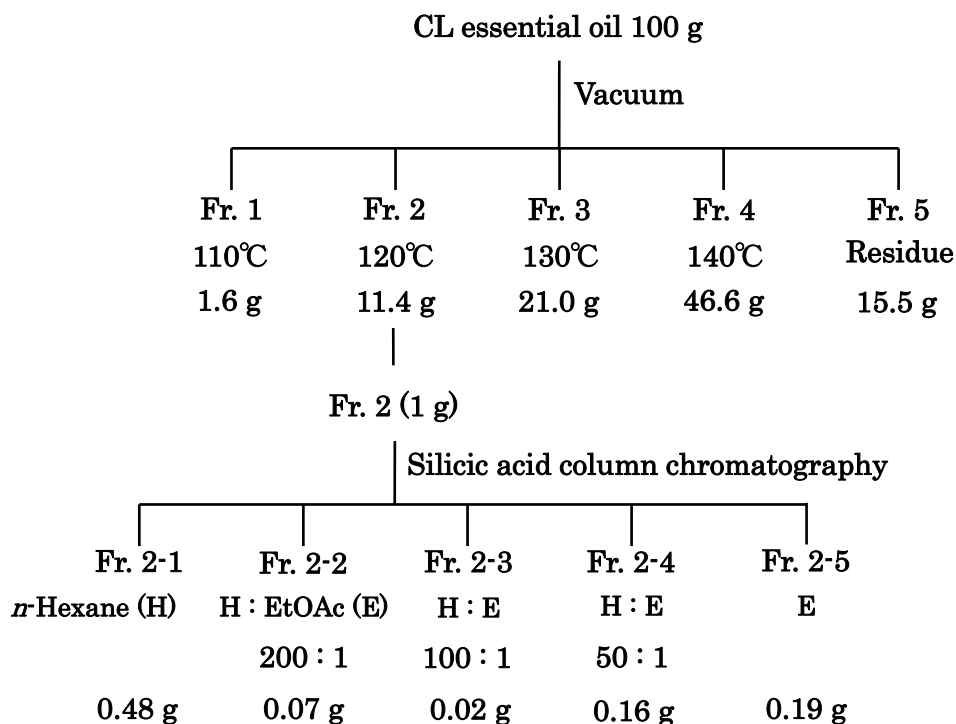 CL essential oil 100 g
Vacuum
Fr. 1 Fr. 2 Fr. 3 Fr. 4 Fr. 5
110℃ 120℃ 130℃ 140℃ Residue
1.6 g 11.4 g 21.0 g 46.6 g 15.5 g
Fr. 2 (1 g)
Silicic acid column chromatography
Fr. 2-1 Fr. 2-2 Fr. 2-3 Fr. 2-4 Fr. 2-5
n-Hexane (H) H : EtOAc (E) H : E H : E E
200 : 1 100 : 1 50 : 1
0.48 g 0.07 g 0.02 g 0.16 g 0.19 g